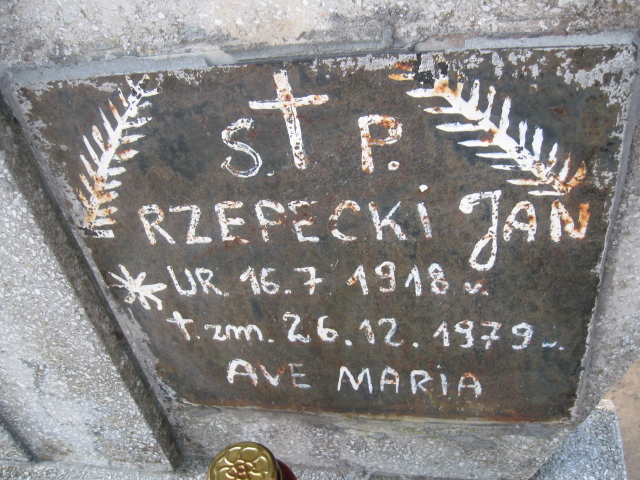 S. P.
RZEPECKI JAN
UR. 16.7 1918 r.
†. zm. 26.12.1979 r.
AVE MARIA